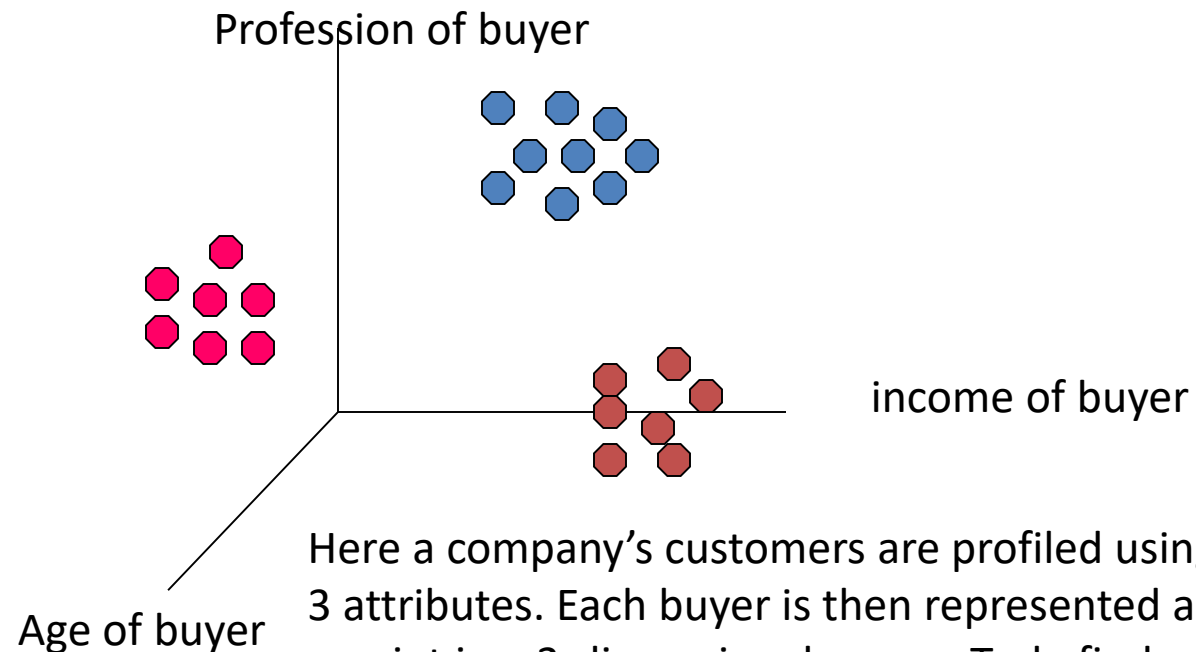 Profession of buyer
income of buyer
Here a company’s customers are profiled
3 attributes. Each buyer is then represented
Age of buyer